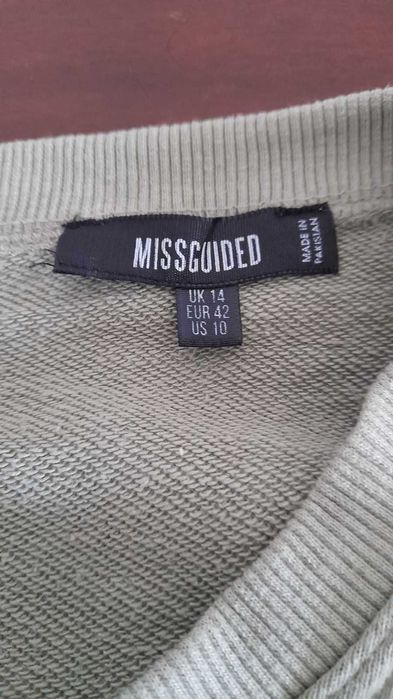 MISSGUIDED
MADE IN
PAKISTAN
UK 14
EUR 42
US 10